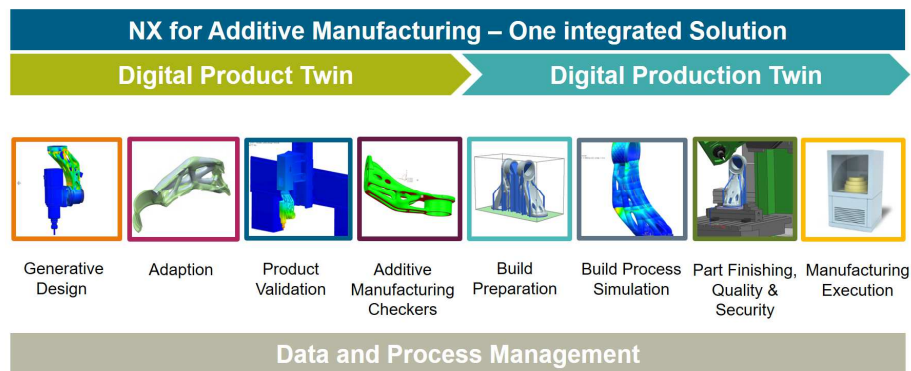 NX for Additive Manufacturing – One integrated Solution
Digital Product Twin
Digital Production Twin
Generative
Design
Adaption
Product
Validation
Additive
Manufacturing
Checkers
Build
Preparation
Build Process
Simulation
Part Finishing,
Quality &
Security
Manufacturing
Execution
Data and Process Management